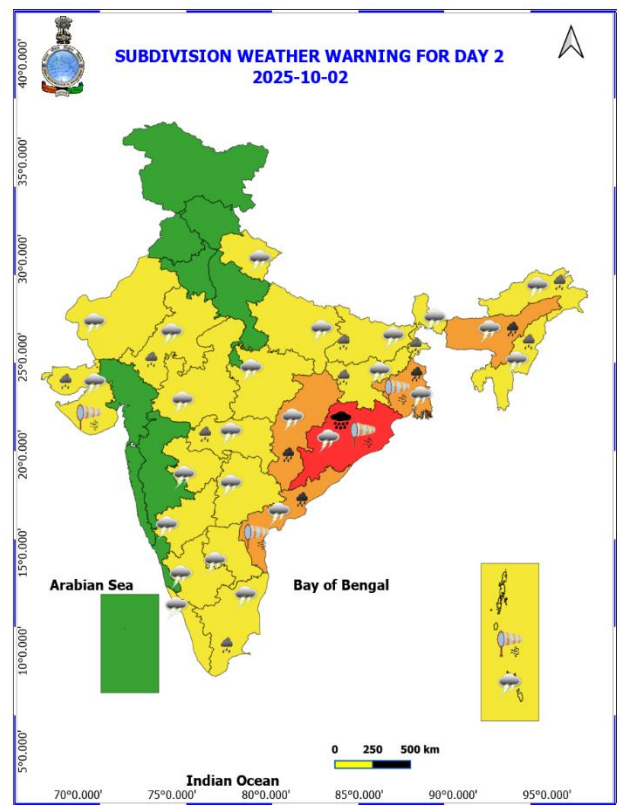 SUBDIVISION WEATHER WARNING FOR DAY 2
2025-10-02
40°0.000'
35°0.000'
30°0.000'
25°0.000'
20°0.000'
15°0.000'
10°0.000'
5°0.000'
Arabian Sea
Bay of Bengal
0 250 500 km
Indian Ocean
70°0.000' 75°0.000' 80°0.000' 85°0.000' 90°0.000' 95°0.000'